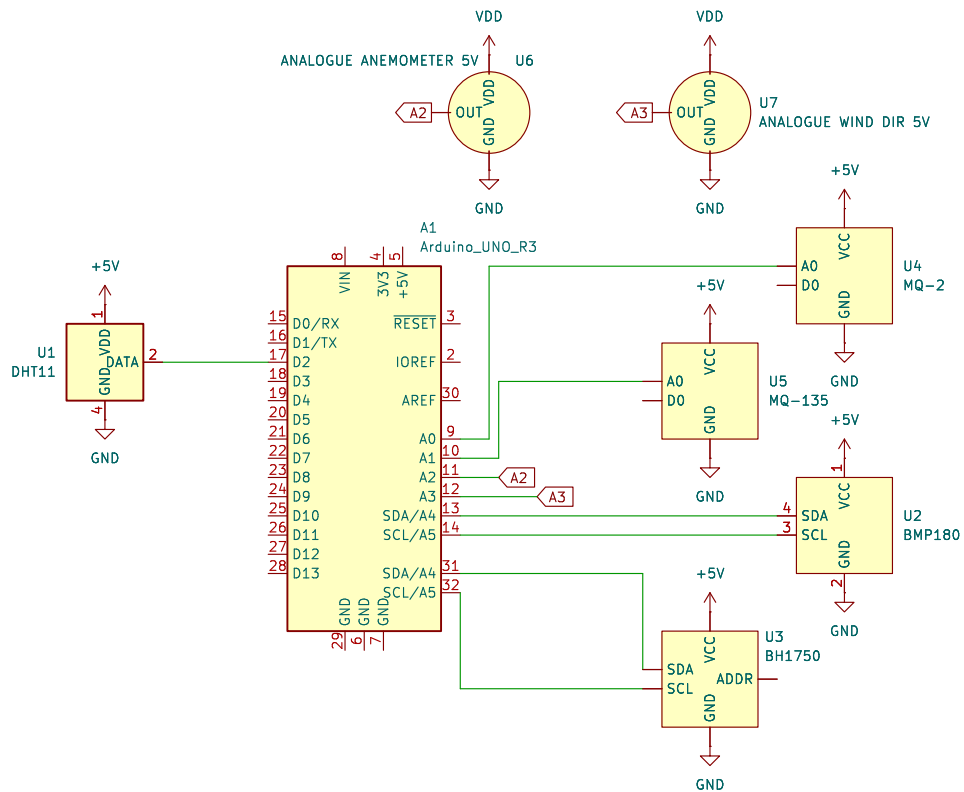 VDD
VDD
ANALOGUE ANEMOMETER 5V
U6
VDD
A2
OUT
GND
GND
VDD
A3
OUT
GND
U7
ANALOGUE WIND DIR 5V
GND
+5V
VCC
A0
D0
GND
U4
MQ-2
GND
A1
Arduino_UNO_R3
8
4
5
VIN
3V3
+5V
15
D0/RX
RESET
3
16
D1/TX
17
D2
IOREF
2
18
D3
19
D4
AREF
30
20
D5
21
D6
A0
9
22
D7
A1
10
23
D8
A2
11
A2
24
D9
A3
12
A3
25
D10
SDA/A4
13
26
D11
SCL/A5
14
27
D12
28
D13
SDA/A4
31
SCL/A5
32
GND
GND
GND
29
6
7
+5V
1
VDD
U1
DHT11
DATA
2
GND
4
GND
+5V
VCC
A0
D0
GND
U5
MQ-135
GND
+5V
1
VCC
4
SDA
3
SCL
GND
2
U2
BMP180
GND
+5V
VCC
U3
BH1750
SDA
SCL
ADDR
GND
GND